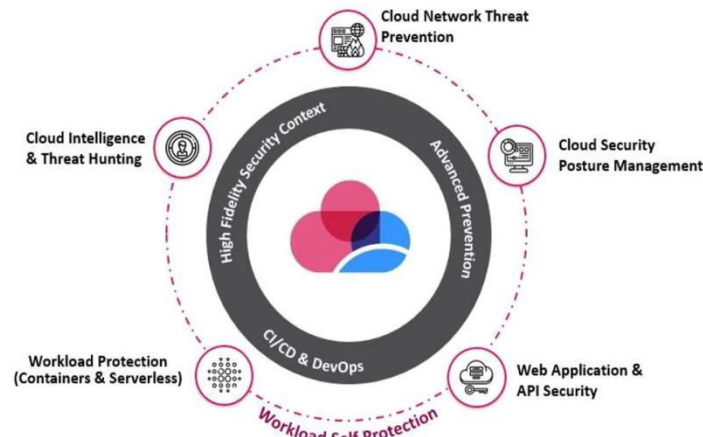 Cloud Network Threat
Prevention
Cloud Intelligence
& Threat Hunting
High Fidelity Security Context
Advanced Prevention
Cloud Security
Posture Management
CI/CD & DevOps
Workload Protection
(Containers & Serverless)
Web Application &
API Security
Workload Self Protection